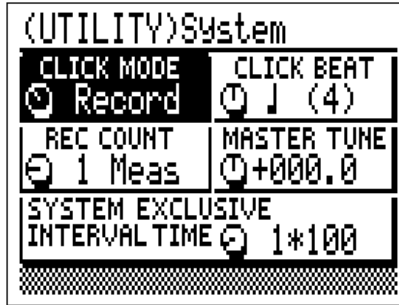 (UTILITY)System
CLICK MODE CLICK BEAT
Record ♩ (4)
REC COUNT MASTER TUNE
1 Meas +000.0
SYSTEM EXCLUSIVE
INTERVAL TIME 1*100